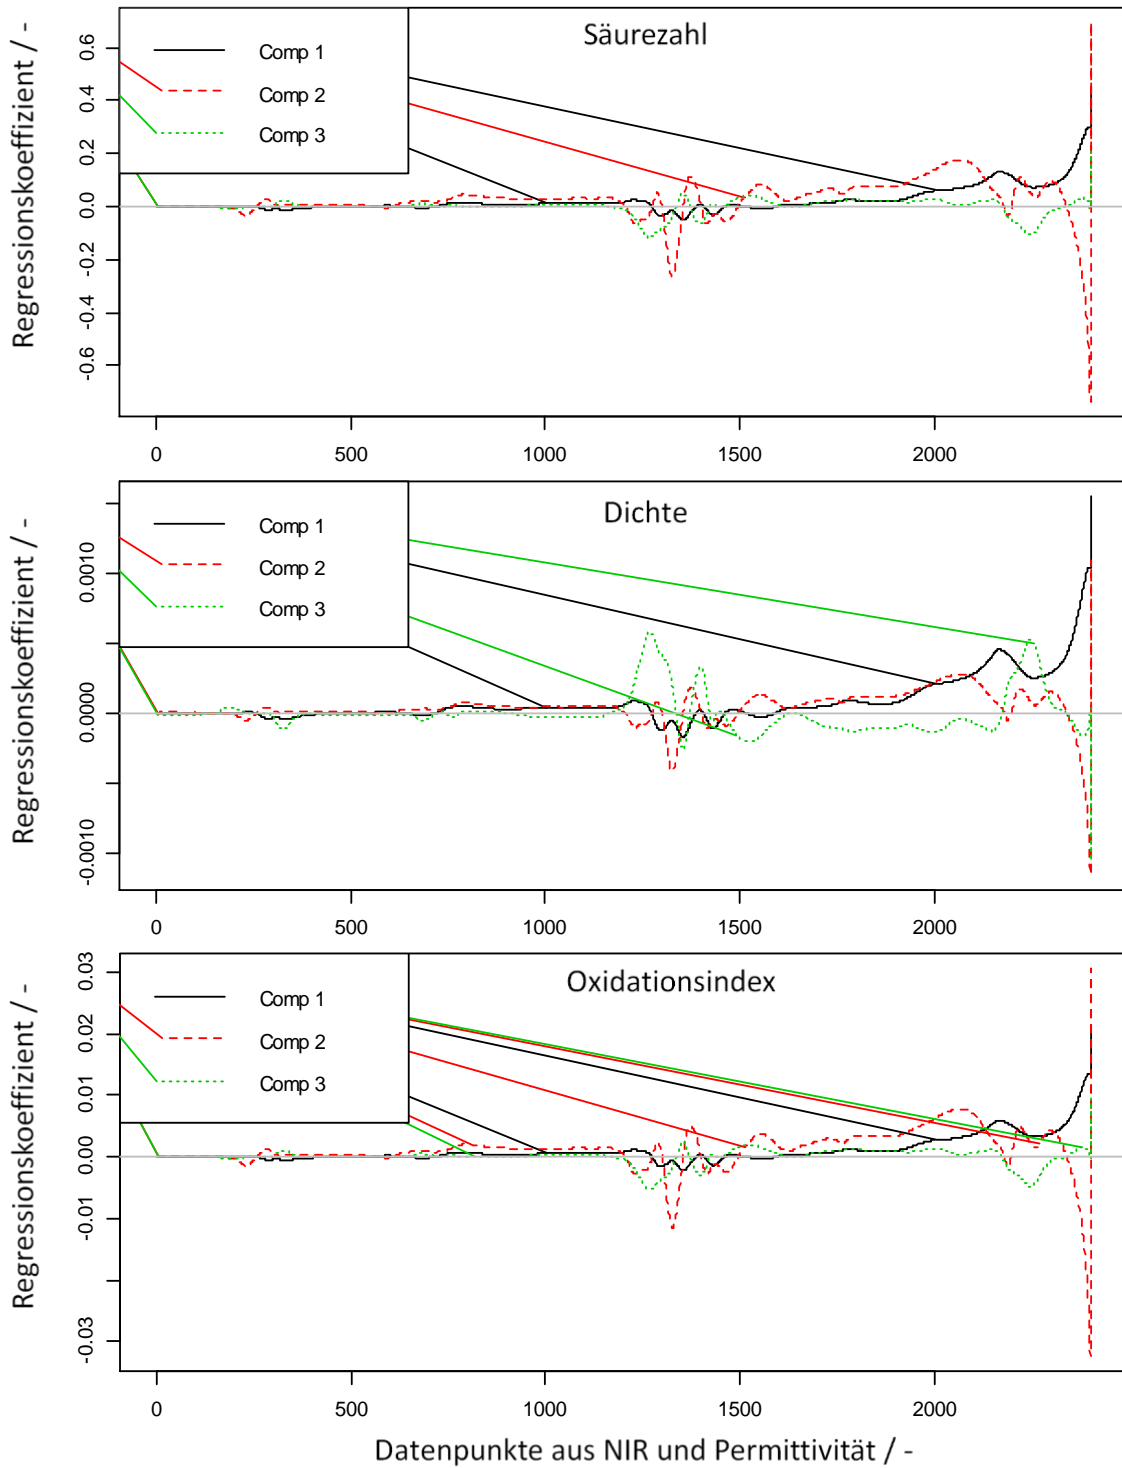 Säurezahl
Regressionskoeffizient / -
Comp 1
Comp 2
Comp 3
0.6
0.4
0.2
0.0
-0.2
-0.4
-0.6
0 500 1000 1500 2000
Dichte
Regressionskoeffizient / -
Comp 1
Comp 2
Comp 3
0.0010
0.0000
-0.0010
0 500 1000 1500 2000
Oxidationsindex
Regressionskoeffizient / -
Comp 1
Comp 2
Comp 3
0.03
0.02
0.01
0.00
-0.01
-0.03
0 500 1000 1500 2000
Datenpunkte aus NIR und Permittivität / -